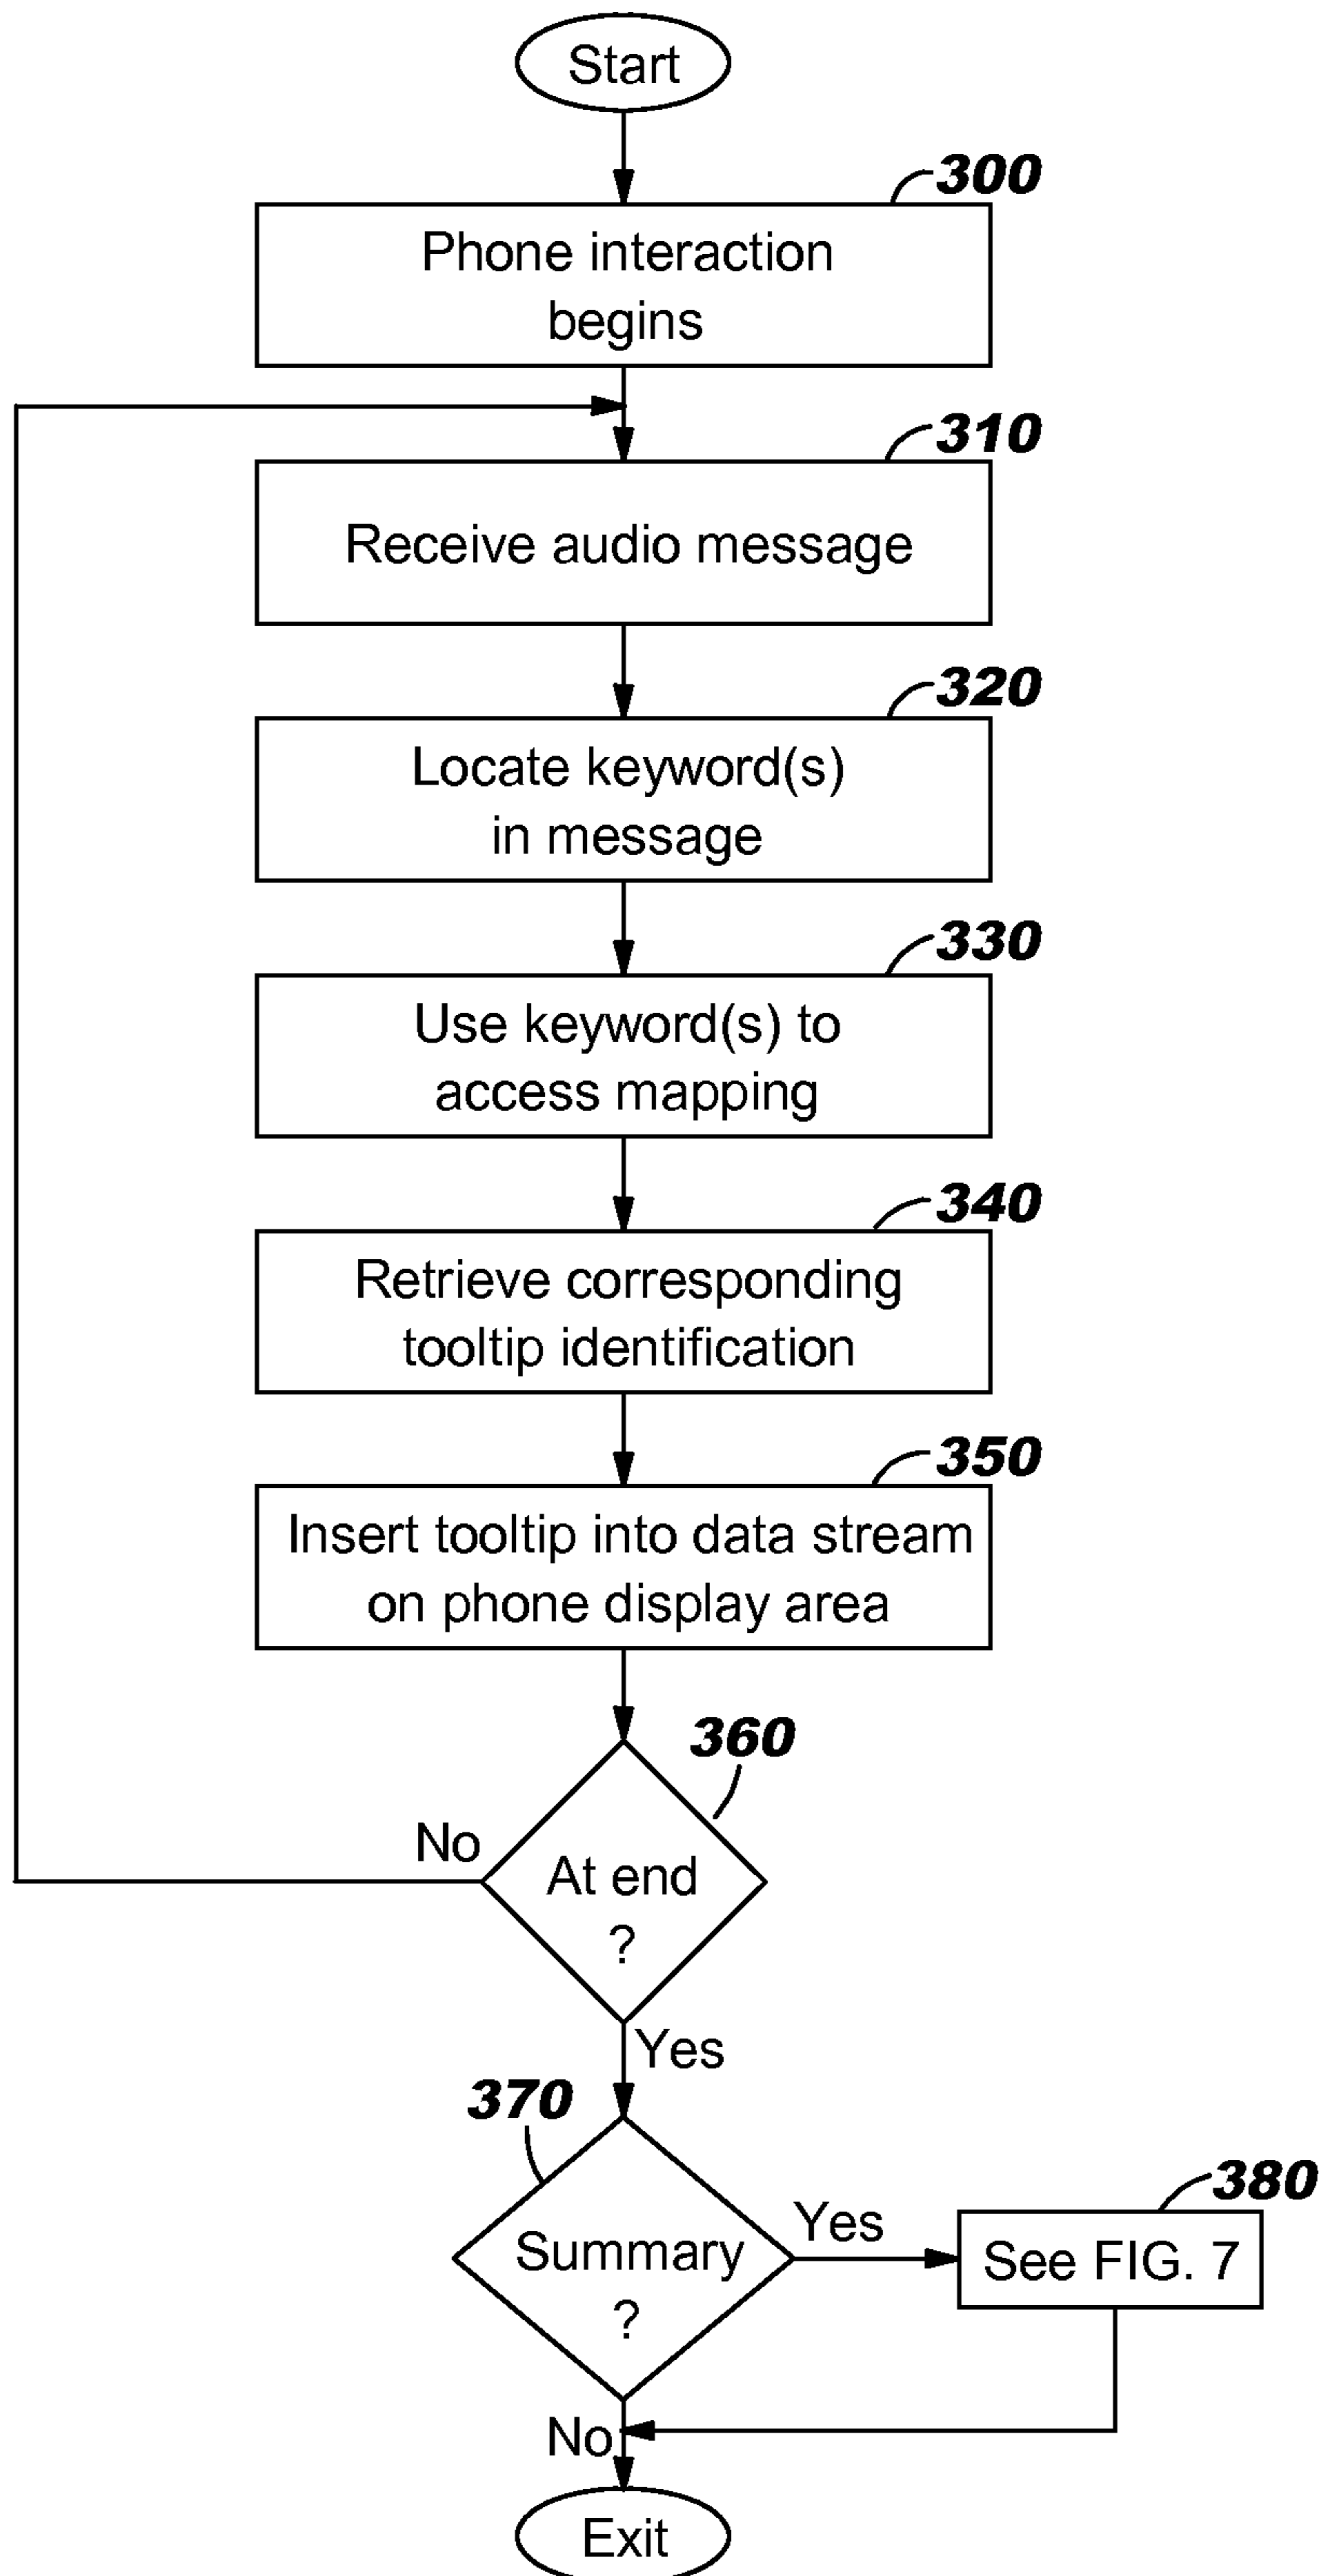 Start
300
Phone interaction
begins
310
Receive audio message
320
Locate keyword(s)
in message
330
Use keyword(s) to
access mapping
340
Retrieve corresponding
tooltip identification
350
Insert tooltip into data stream
on phone display area
360
No
At end
?
Yes
370
380
Summary
?
Yes
See FIG. 7
No
Exit